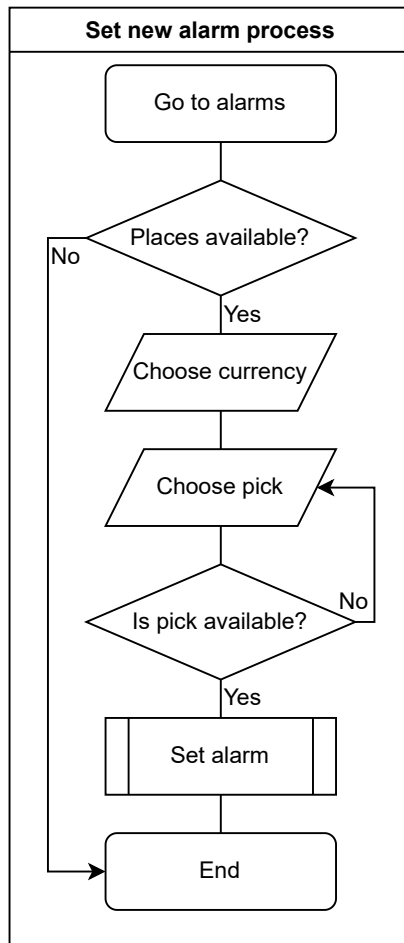 Set new alarm process
Go to alarms
Places available?
No
Yes
Choose currency
Choose pick
Is pick available?
No
Yes
Set alarm
End